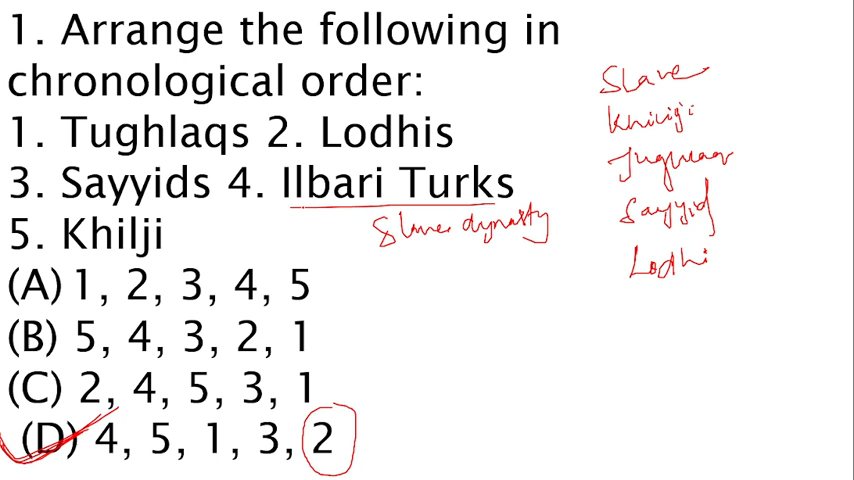 1. Arrange the following in
chronological order:
1. Tughlaqs 2. Lodhis
3. Sayyids 4. Ilbari Turks
Slave dynasty
5. Khilji
(A) 1, 2, 3, 4, 5
(B) 5, 4, 3, 2, 1
(C) 2, 4, 5, 3, 1
(D) 4, 5, 1, 3, 2
Slave
Khiligi
Tughlaq
Sayyid
Lodhi